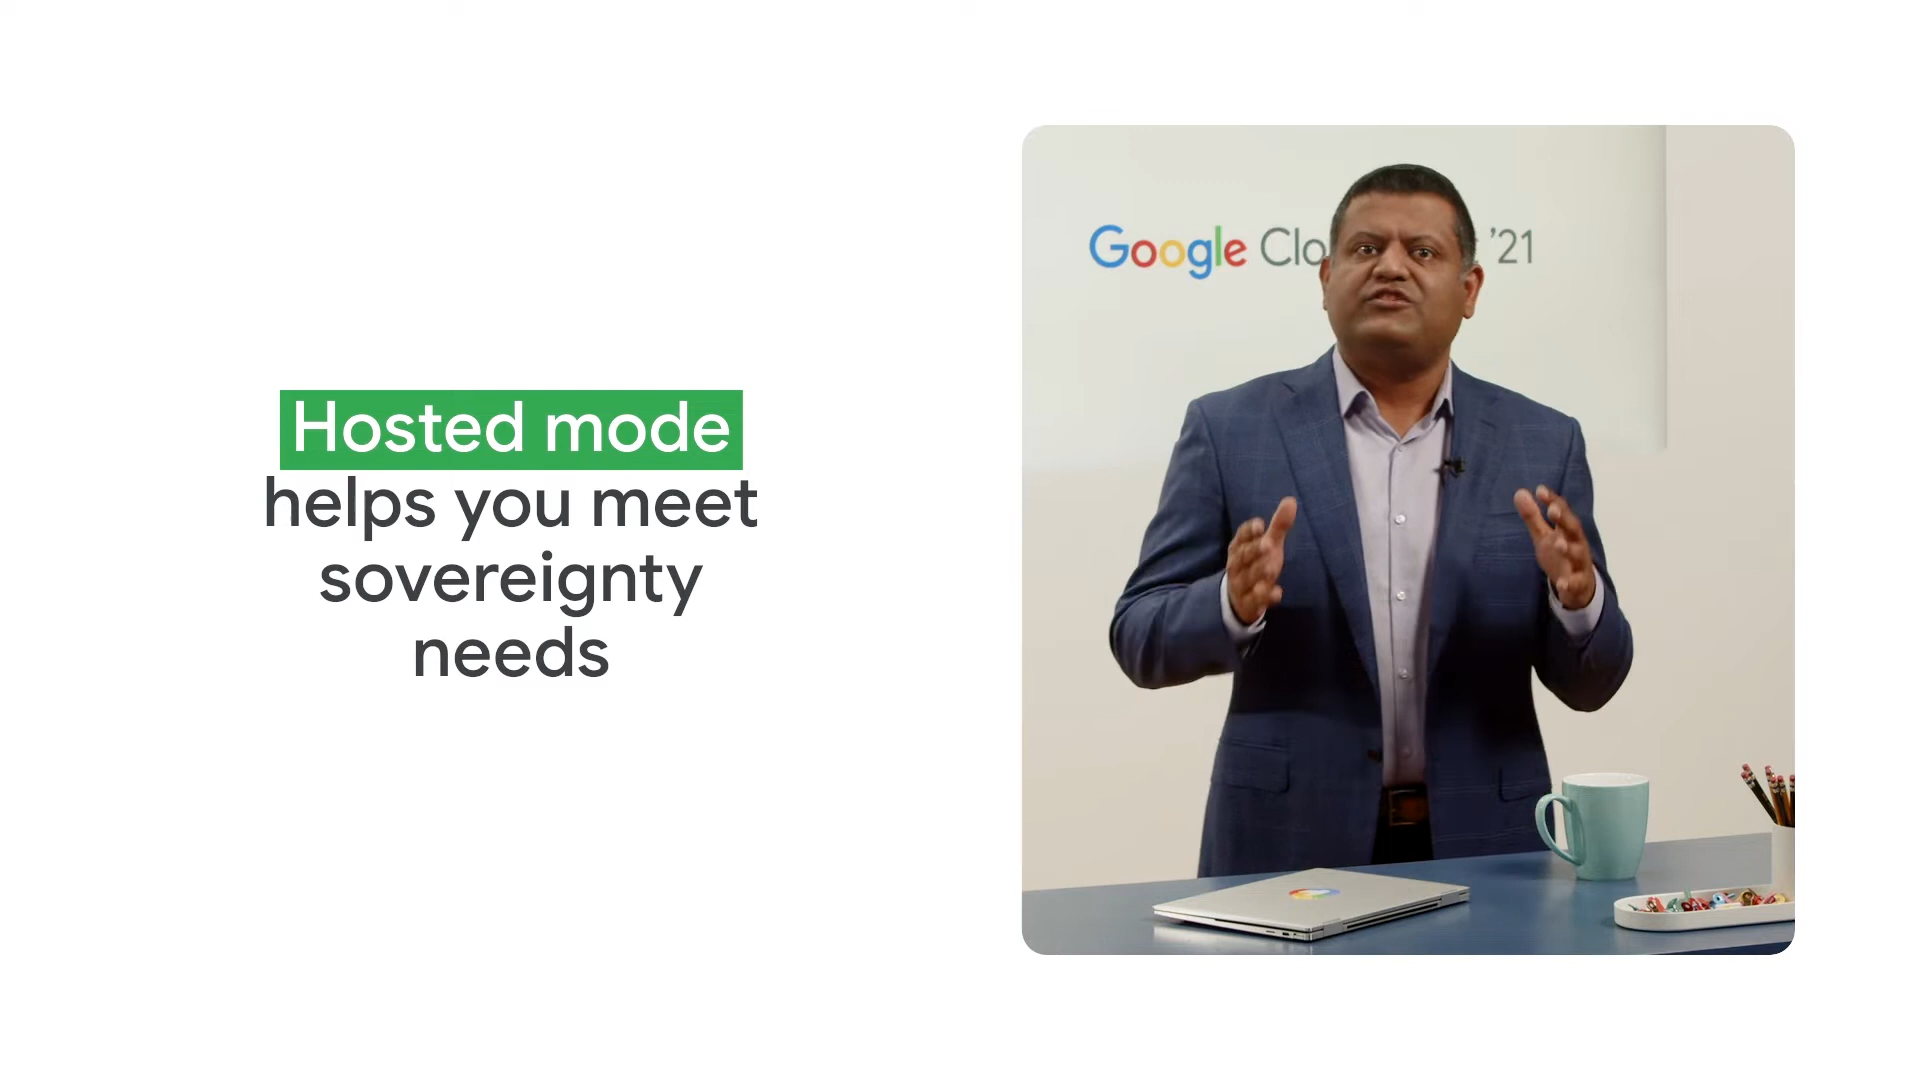 Hosted mode
helps you meet
sovereignty
needs
Google Clo '21